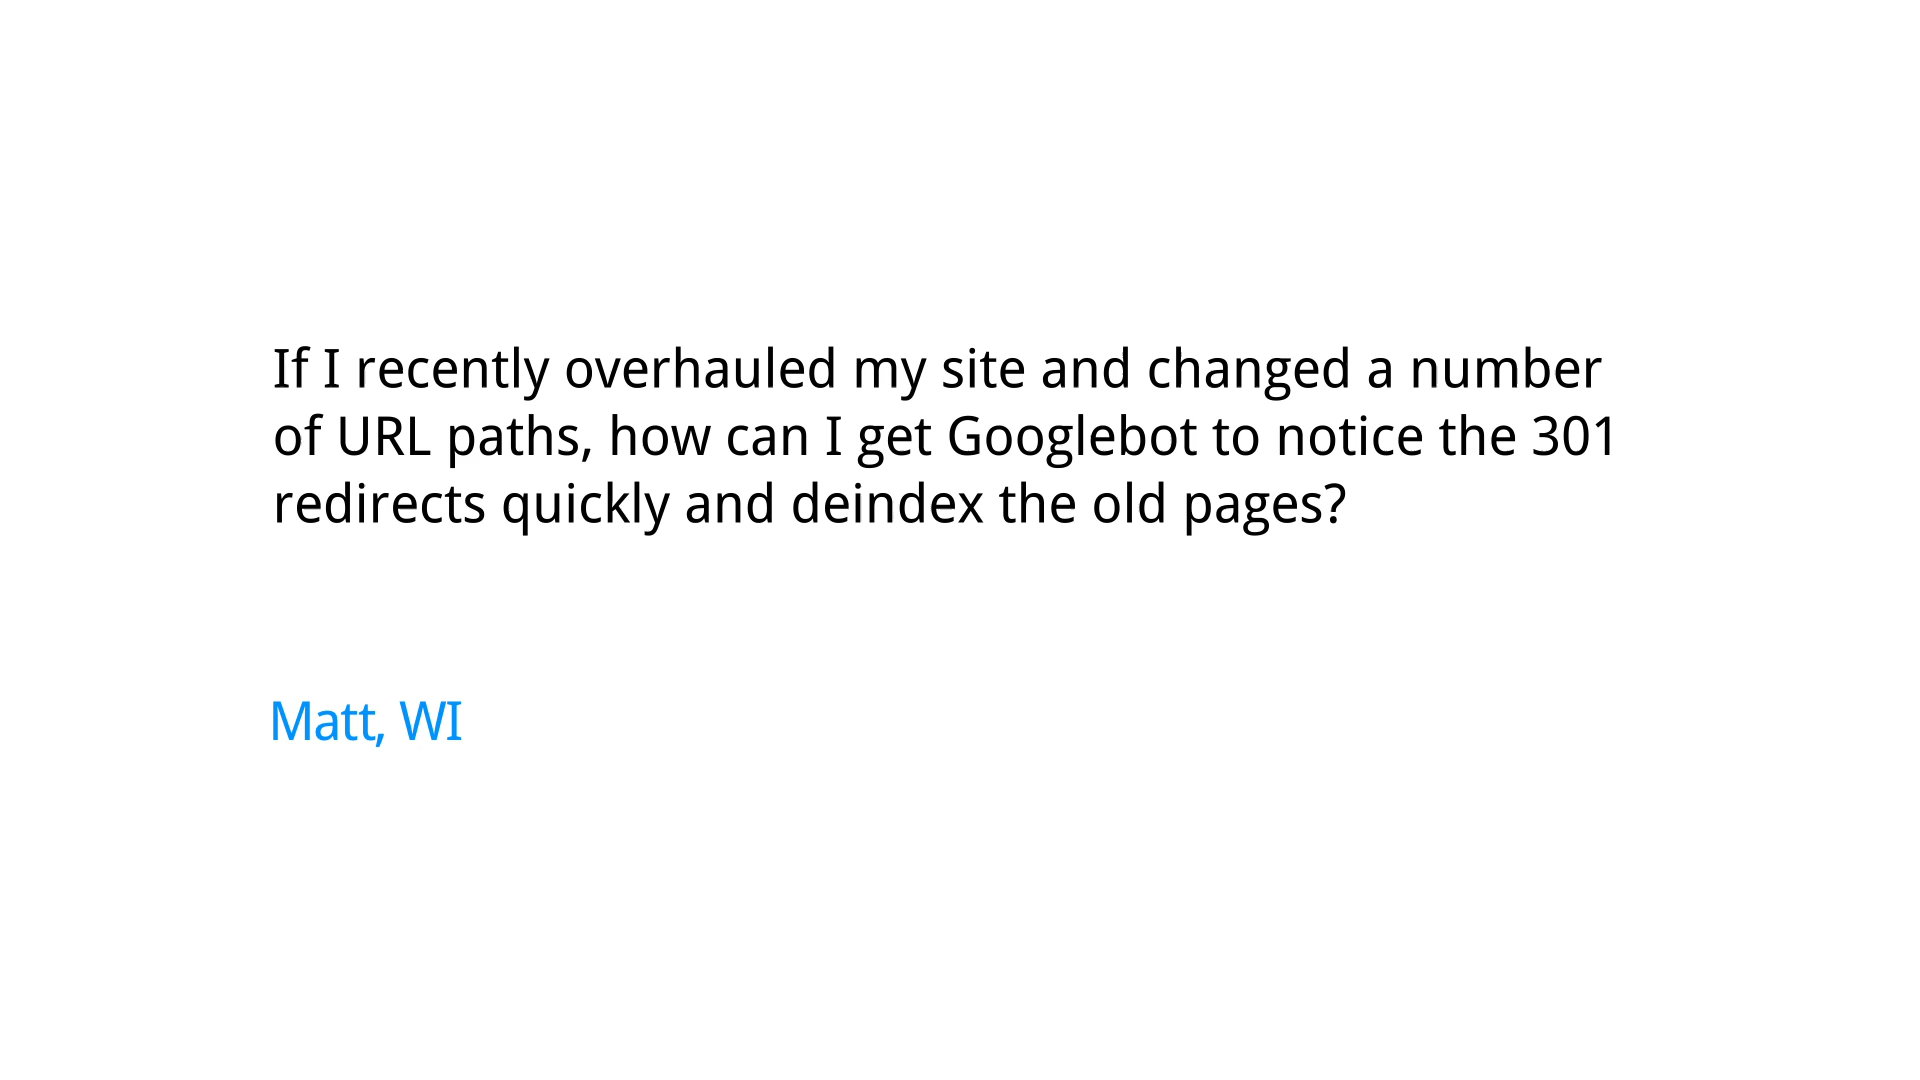 If I recently overhauled my site and changed a number
of URL paths, how can I get Googlebot to notice the 301
redirects quickly and deindex the old pages?
Matt, WI